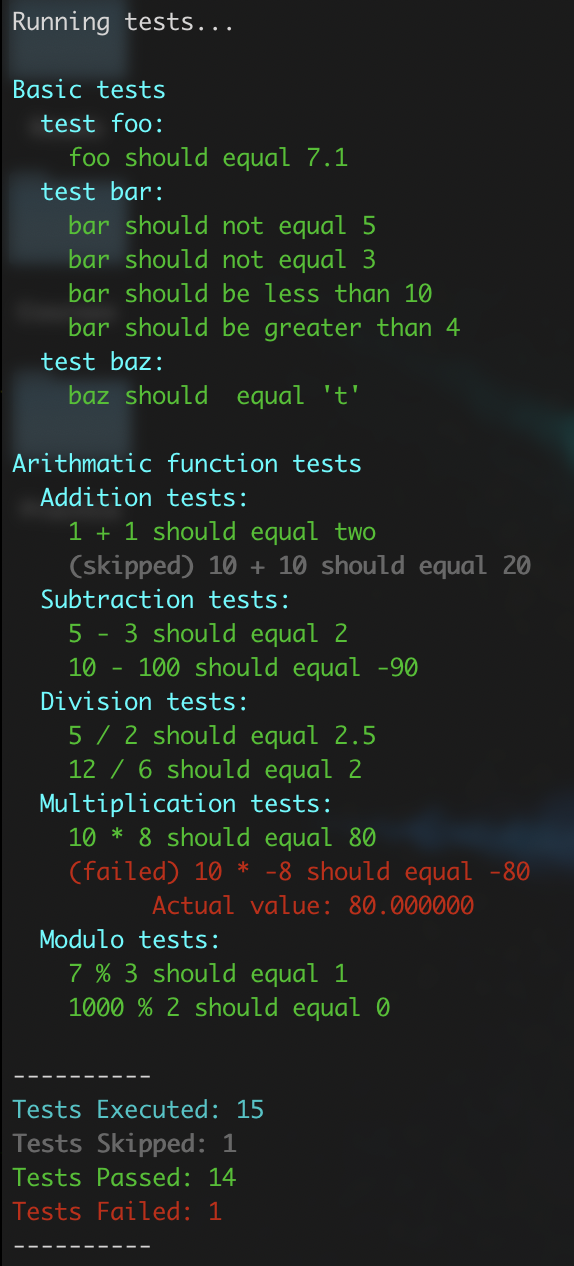 Running tests...

Basic tests
  test foo:
    foo should equal 7.1
  test bar:
    bar should not equal 5
    bar should not equal 3
    bar should be less than 10
    bar should be greater than 4
  test baz:
    baz should  equal 't'

Arithmatic function tests
  Addition tests:
    1 + 1 should equal two
    (skipped) 10 + 10 should equal 20
  Subtraction tests:
    5 - 3 should equal 2
    10 - 100 should equal -90
  Division tests:
    5 / 2 should equal 2.5
    12 / 6 should equal 2
  Multiplication tests:
    10 * 8 should equal 80
    (failed) 10 * -8 should equal -80
          Actual value: 80.000000
  Modulo tests:
    7 % 3 should equal 1
    1000 % 2 should equal 0

----------
Tests Executed: 15
Tests Skipped: 1
Tests Passed: 14
Tests Failed: 1
----------